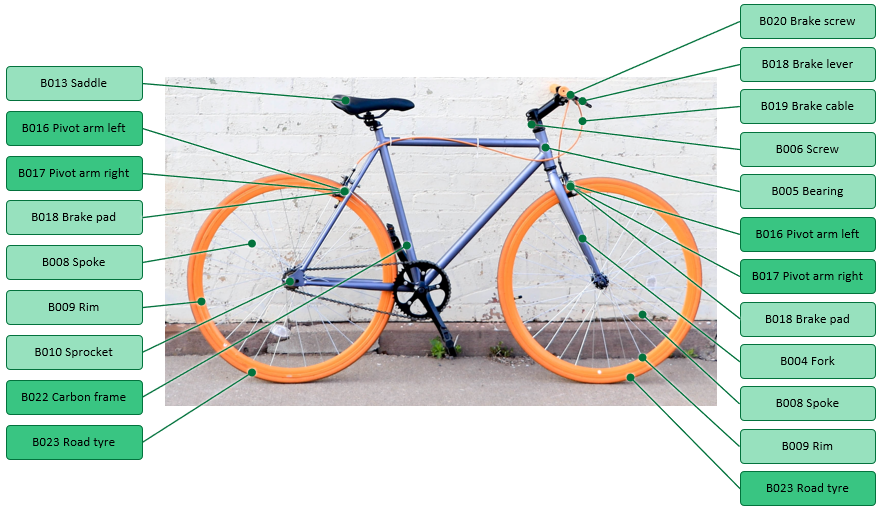 B013 Saddle
B016 Pivot arm left
B017 Pivot arm right
B018 Brake pad
B008 Spoke
B009 Rim
B010 Sprocket
B022 Carbon frame
B023 Road tyre
B020 Brake screw
B018 Brake lever
B019 Brake cable
B006 Screw
B005 Bearing
B016 Pivot arm left
B017 Pivot arm right
B018 Brake pad
B004 Fork
B008 Spoke
B009 Rim
B023 Road tyre